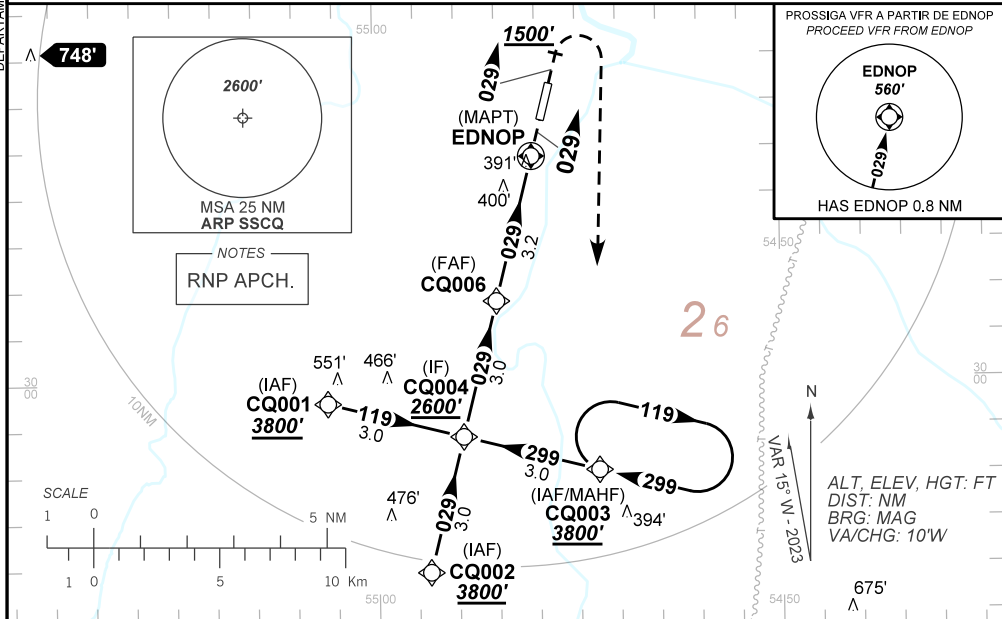 DEPARTAM
748'
55 00
2600'
MSA 25 NM
ARP SSCQ
NOTES
RNP APCH.
1500'
029
(MAPT)
EDNOP
029
391'
400'
029
3.2
PROSSIGA VFR A PARTIR DE EDNOP
PROCEED VFR FROM EDNOP
EDNOP
560'
029
HAS EDNOP 0.8 NM
54 50
(FAF)
CQ006
26
029
3.0
551'
466'
(IF)
CQ004
2600'
30
00
30
00
(IAF)
CQ001
3800'
10NM
119
3.0
119
299
3.0
299
(IAF/MAHF)
CQ003
3800'
394'
N
VAR 15° W - 2023
ALT, ELEV, HGT: FT
DIST: NM
BRG: MAG
VA/CHG: 10'W
476'
029
3.0
(IAF)
CQ002
3800'
SCALE
1 0 5 NM
1 0 5 10 Km
55 00
54 50
675'